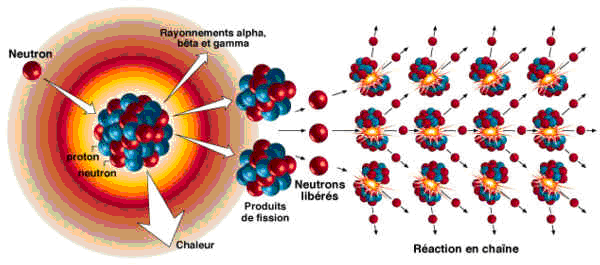 Rayonnements alpha,
bêta et gamma
Neutron
proton
neutron
Chaleur
Produits
de fission
Neutrons
libérés
Réaction en chaîne